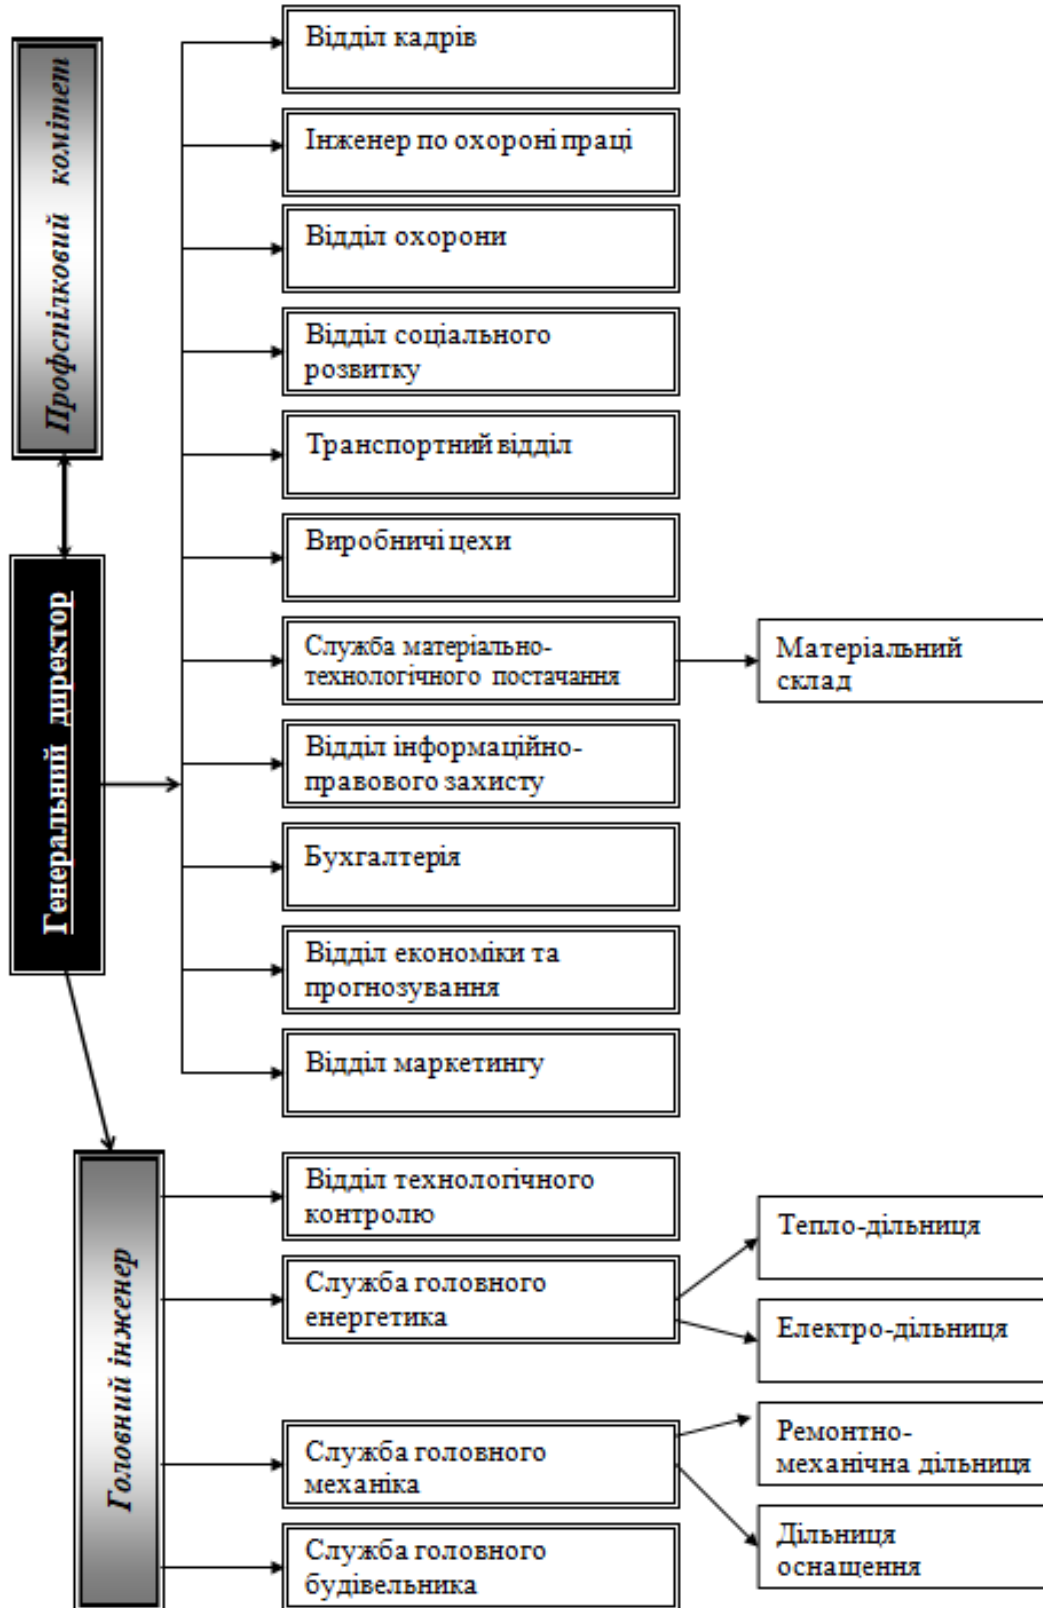 Профспілковий комітет
Генеральний директор
Відділ кадрів
Інженер по охороні праці
Відділ охорони
Відділ соціального
розвитку
Транспортний відділ
Виробничі цехи
Служба матеріально-
технологічного постачання
Матеріальний
склад
Відділ інформаційно-
правового захисту
Бухгалтерія
Відділ економіки та
прогнозування
Відділ маркетингу
Головний інженер
Відділ технологічного
контролю
Служба головного
енергетика
Тепло-дільниця
Електро-дільниця
Служба головного
механіка
Ремонтно-
механічна дільниця
Дільниця
оснащення
Служба головного
будівельника